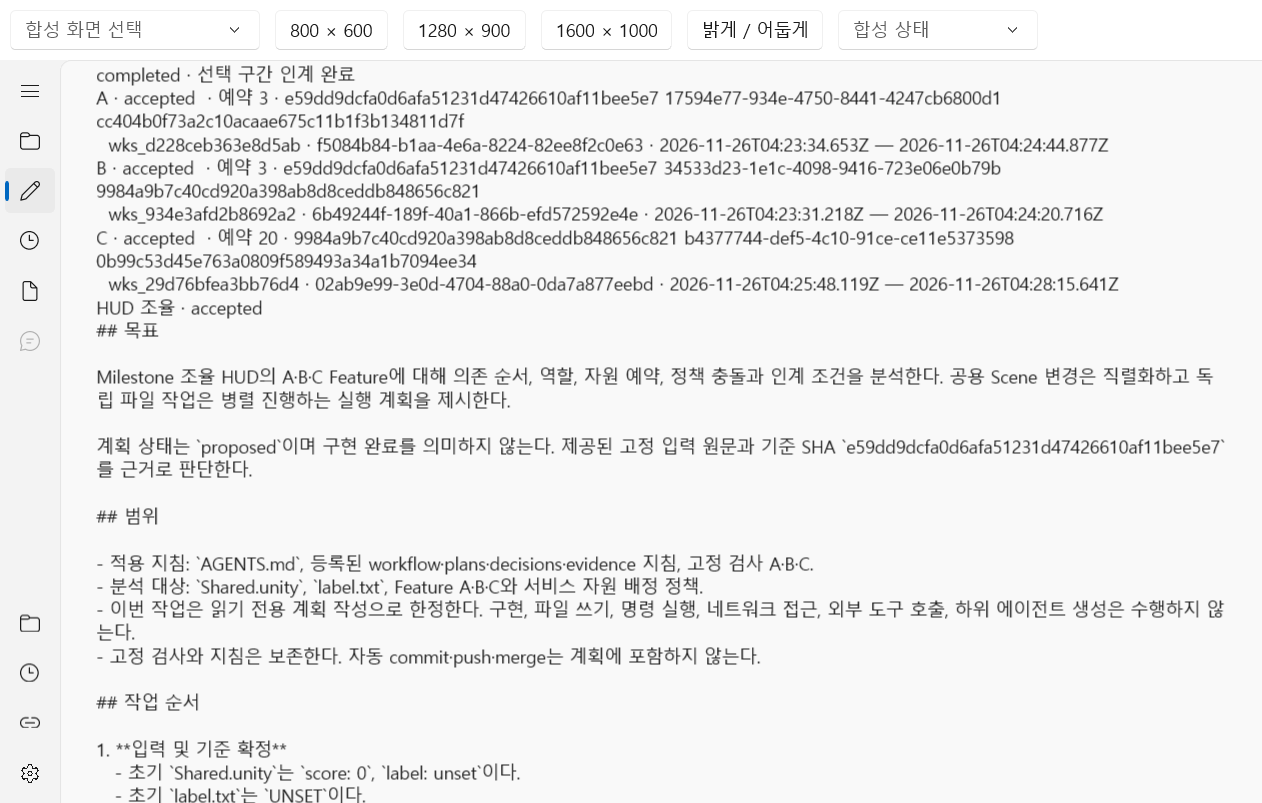 합성 화면 선택
800 × 600
1280 × 900
1600 × 1000
밝게 / 어둡게
합성 상태
completed · 선택 구간 인계 완료
A · accepted · 예약 3 · e59dd9dcfa0d6afa51231d47426610af11bee5e7 17594e77-934e-4750-8441-4247cb6800d1
cc404b0f73a2c10acaae675c11b1f3b134811d7f
wks_d228ceb363e8d5ab · f5084b84-b1aa-4e6a-8224-82ee8f2c0e63 · 2026-11-26T04:23:34.653Z — 2026-11-26T04:24:44.877Z
B · accepted · 예약 3 · e59dd9dcfa0d6afa51231d47426610af11bee5e7 34533d23-1e1c-4098-9416-723e06e0b79b
9984a9b7c40cd920a398ab8d8ceddb848656c821
wks_934e3afd2b8692a2 · 6b49244f-189f-40a1-866b-efd572592e4e · 2026-11-26T04:23:31.218Z — 2026-11-26T04:24:20.716Z
C · accepted · 예약 20 · 9984a9b7c40cd920a398ab8d8ceddb848656c821 b4377744-def5-4c10-91ce-ce11e5373598
0b99c53d45e763a0809f589493a34a1b7094ee34
wks_29d76bfea3bb76d4 · 02ab9e99-3e0d-4704-88a0-0da7a877eebd · 2026-11-26T04:25:48.119Z — 2026-11-26T04:28:15.641Z
HUD 조율 · accepted
## 목표
Milestone 조율 HUD의 A·B·C Feature에 대해 의존 순서, 역할, 자원 예약, 정책 충돌과 인계 조건을 분석한다. 공용 Scene 변경은 직렬화하고 독
립 파일 작업은 병렬 진행하는 실행 계획을 제시한다.
계획 상태는 `proposed`이며 구현 완료를 의미하지 않는다. 제공된 고정 입력 원문과 기준 SHA `e59dd9dcfa0d6afa51231d47426610af11bee5e7`
를 근거로 판단한다.
## 범위
- 적용 지침: `AGENTS.md`, 등록된 workflow·plans·decisions·evidence 지침, 고정 검사 A·B·C.
- 분석 대상: `Shared.unity`, `label.txt`, Feature A·B·C와 서비스 자원 배정 정책.
- 이번 작업은 읽기 전용 계획 작성으로 한정한다. 구현, 파일 쓰기, 명령 실행, 네트워크 접근, 외부 도구 호출, 하위 에이전트 생성은 수행하지 않
는다.
- 고정 검사와 지침은 보존한다. 자동 commit·push·merge는 계획에 포함하지 않는다.
## 작업 순서
1. **입력 및 기준 확정**
- 초기 `Shared.unity`는 `score: 0`, `label: unset`이다.
- 초기 `label.txt`는 `UNSET`이다.